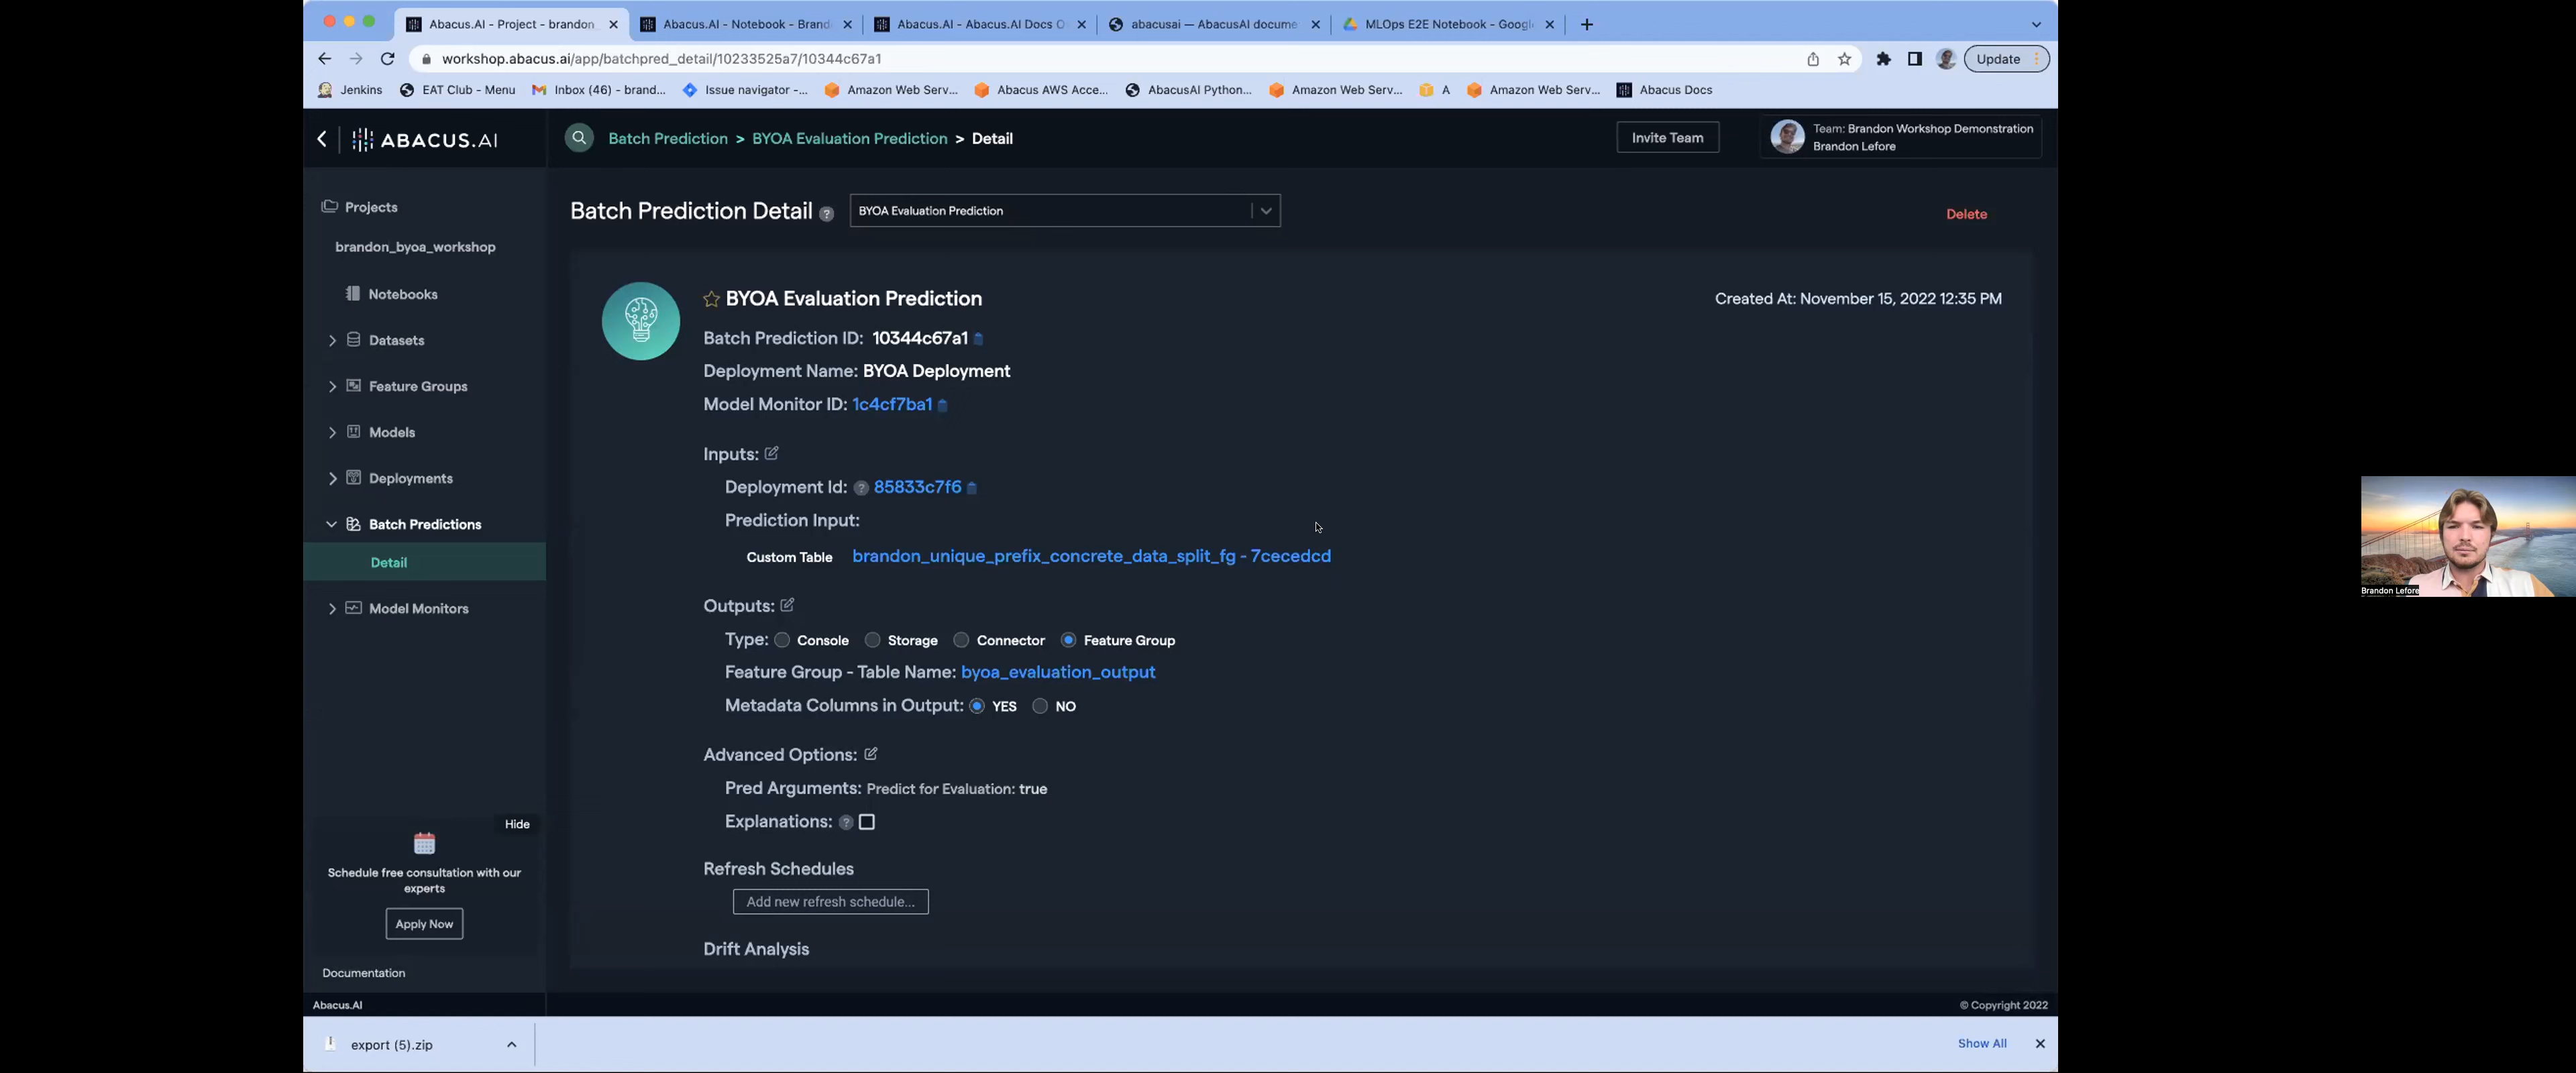 Abacus.AI - Project - brandon
Abacus.AI - Notebook - Brand
Abacus.AI - Abacus.AI Docs O
abacusai — AbacusAI docume
MLOps E2E Notebook - Googl
workshop.abacus.ai/app/batchpred_detail/10233525a7/10344c67a1
Update
Jenkins
EAT Club - Menu
Inbox (46) - brand...
Issue navigator -...
Amazon Web Serv...
Abacus AWS Acce...
AbacusAI Python...
Amazon Web Serv...
A
Amazon Web Serv...
Abacus Docs
ABACUS.AI
Batch Prediction > BYOA Evaluation Prediction > Detail
Invite Team
Team: Brandon Workshop Demonstration
Brandon Lefore
Projects
brandon_byoa_workshop
Notebooks
Datasets
Feature Groups
Models
Deployments
Batch Predictions
Detail
Model Monitors
Hide
Schedule free consultation with our
experts
Apply Now
Documentation
Batch Prediction Detail ?
BYOA Evaluation Prediction
Delete
BYOA Evaluation Prediction
Created At: November 15, 2022 12:35 PM
Batch Prediction ID: 10344c67a1
Deployment Name: BYOA Deployment
Model Monitor ID: 1c4cf7ba1
Inputs:
Deployment Id: ? 85833c7f6
Prediction Input:
Custom Table brandon_unique_prefix_concrete_data_split_fg - 7cecedcd
Outputs:
Type: Console Storage Connector Feature Group
Feature Group - Table Name: byoa_evaluation_output
Metadata Columns in Output: YES NO
Advanced Options:
Pred Arguments: Predict for Evaluation: true
Explanations: ?
Refresh Schedules
Add new refresh schedule...
Drift Analysis
Abacus.AI
© Copyright 2022
export (5).zip
Show All
Brandon Lefore